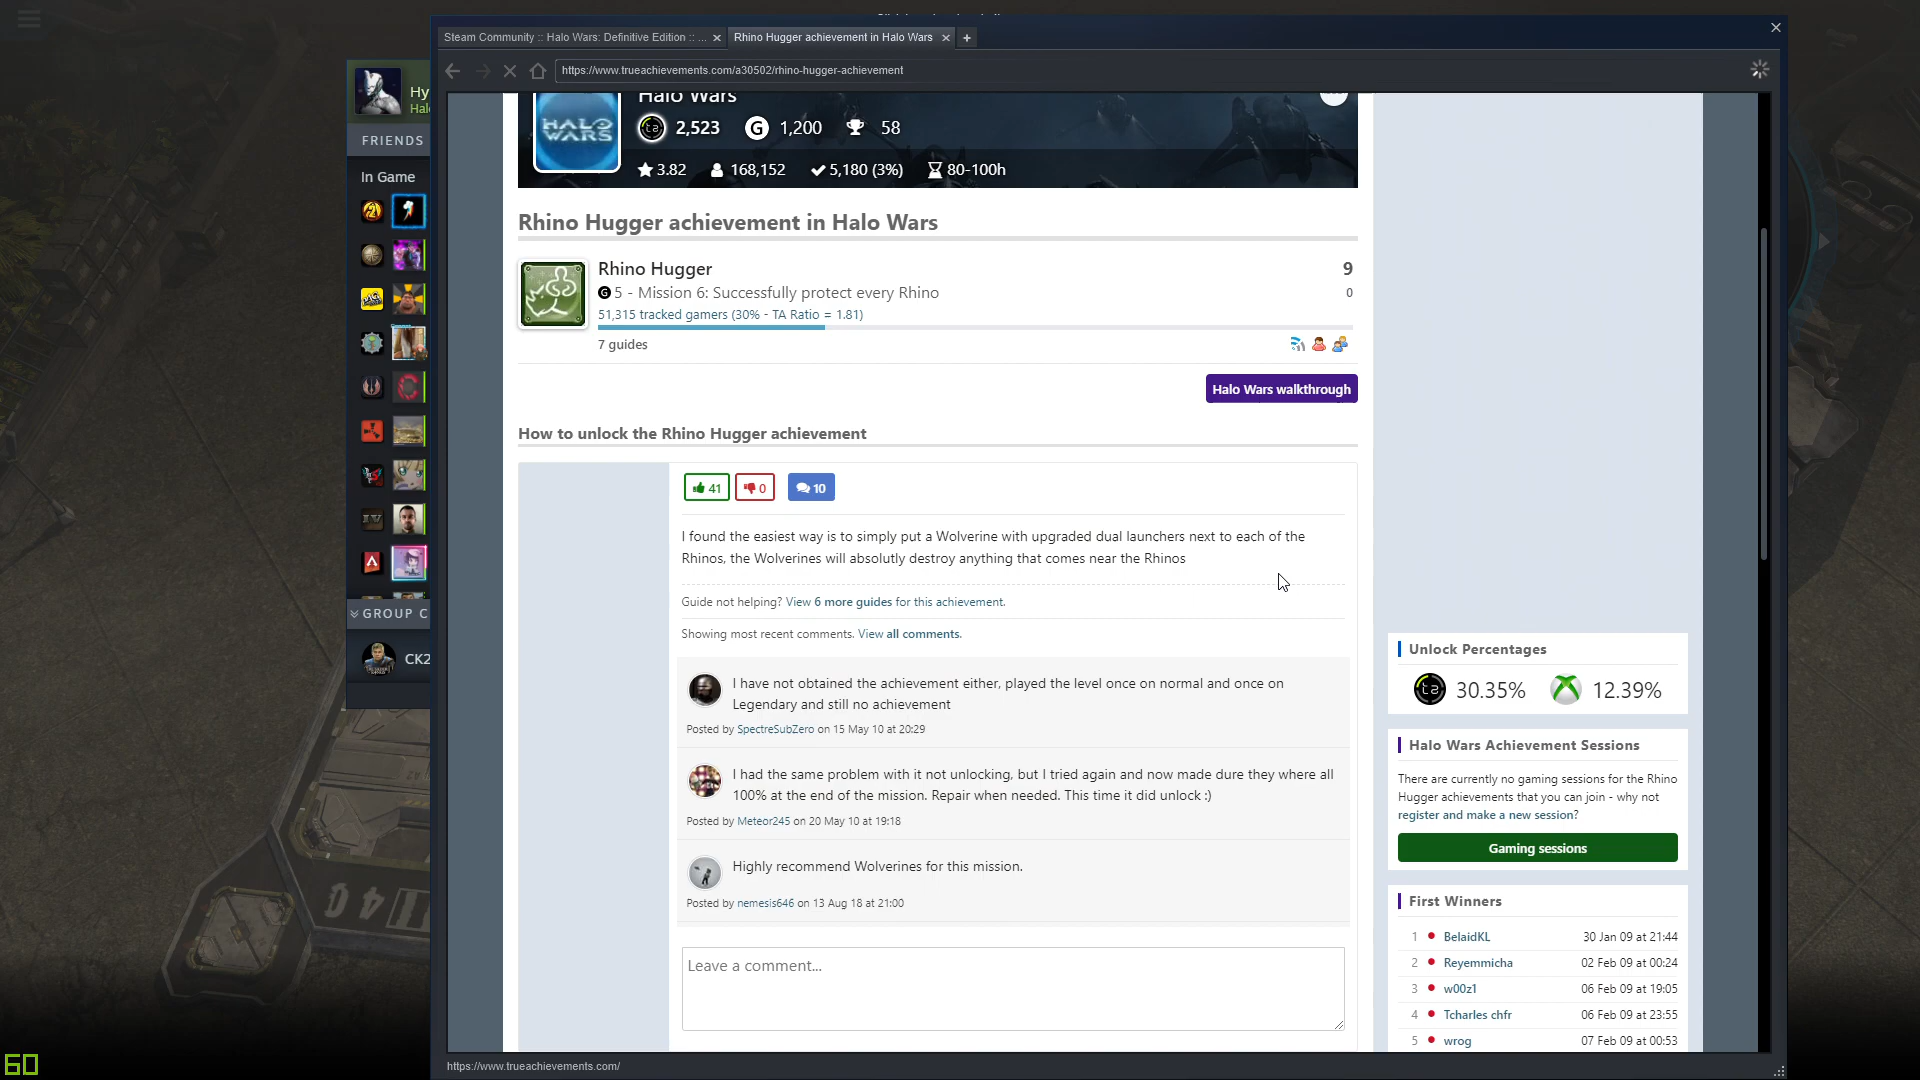 Steam Community :: Halo Wars: Definitive Edition :: ...
Rhino Hugger achievement in Halo Wars
https://www.trueachievements.com/a30502/rhino-hugger-achievement
Hy
Halo
FRIENDS
In Game
GROUP C
CK2
Halo Wars
HALO
WARS
2,523
G 1,200
58
3.82
168,152
5,180 (3%)
80-100h
Rhino Hugger achievement in Halo Wars
Rhino Hugger
9
G 5 - Mission 6: Successfully protect every Rhino
0
51,315 tracked gamers (30% - TA Ratio = 1.81)
7 guides
Halo Wars walkthrough
How to unlock the Rhino Hugger achievement
41
0
10
I found the easiest way is to simply put a Wolverine with upgraded dual launchers next to each of the
Rhinos, the Wolverines will absolutly destroy anything that comes near the Rhinos
Guide not helping? View 6 more guides for this achievement.
Showing most recent comments. View all comments.
I have not obtained the achievement either, played the level once on normal and once on
Legendary and still no achievement
Posted by SpectreSubZero on 15 May 10 at 20:29
I had the same problem with it not unlocking, but I tried again and now made dure they where all
100% at the end of the mission. Repair when needed. This time it did unlock :)
Posted by Meteor245 on 20 May 10 at 19:18
Highly recommend Wolverines for this mission.
Posted by nemesis646 on 13 Aug 18 at 21:00
Leave a comment...
Unlock Percentages
30.35%
12.39%
Halo Wars Achievement Sessions
There are currently no gaming sessions for the Rhino
Hugger achievements that you can join - why not
register and make a new session?
Gaming sessions
First Winners
1 BelaidKL 30 Jan 09 at 21:44
2 Reyemmicha 02 Feb 09 at 00:24
3 w00z1 06 Feb 09 at 19:05
4 Tcharles chfr 06 Feb 09 at 23:55
5 wrog 07 Feb 09 at 00:53
https://www.trueachievements.com/
60